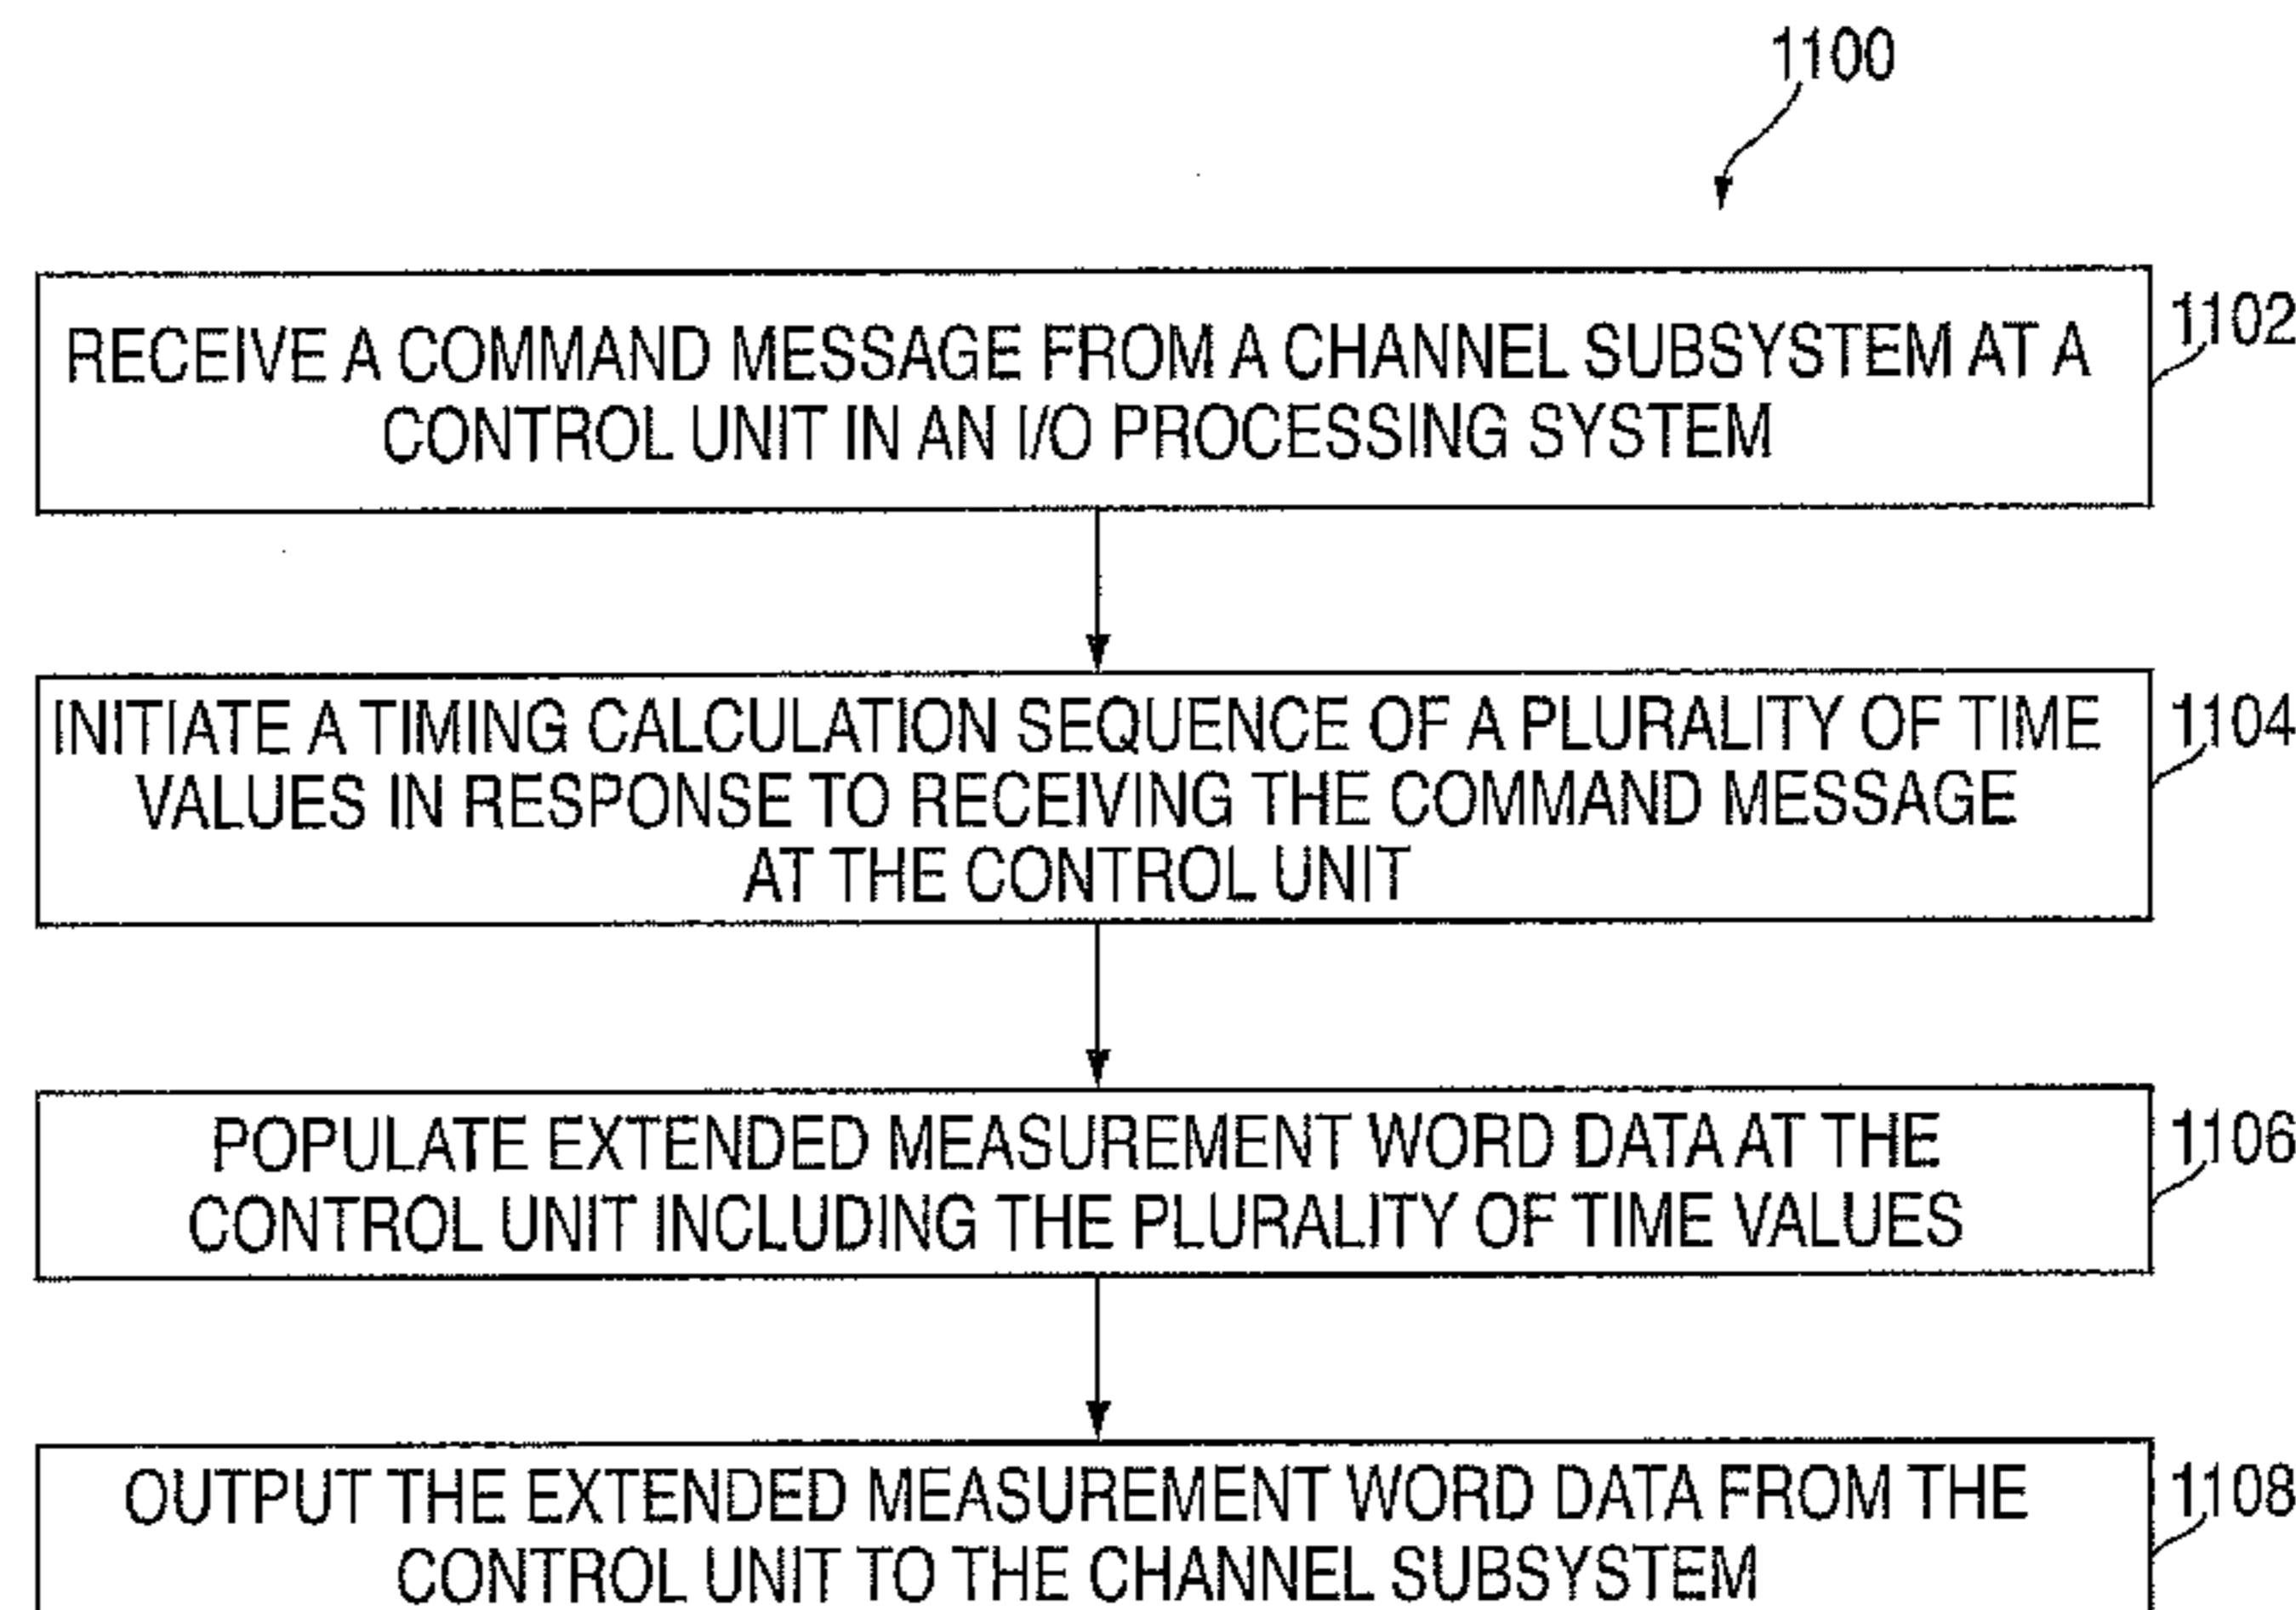 1100
RECEIVE A COMMAND MESSAGE FROM A CHANNEL SUBSYSTEM AT A
CONTROL UNIT IN AN I/O PROCESSING SYSTEM
1102
INITIATE A TIMING CALCULATION SEQUENCE OF A PLURALITY OF TIME
VALUES IN RESPONSE TO RECEIVING THE COMMAND MESSAGE
AT THE CONTROL UNIT
1104
POPULATE EXTENDED MEASUREMENT WORD DATA AT THE
CONTROL UNIT INCLUDING THE PLURALITY OF TIME VALUES
1106
OUTPUT THE EXTENDED MEASUREMENT WORD DATA FROM THE
CONTROL UNIT TO THE CHANNEL SUBSYSTEM
1108